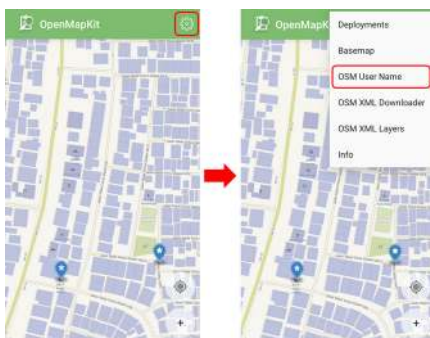 OpenMapKit
OpenMapK
Deployments
Basemap
OSM User Name
OSM XML Downloader
OSM XML Layers
Info
+
+